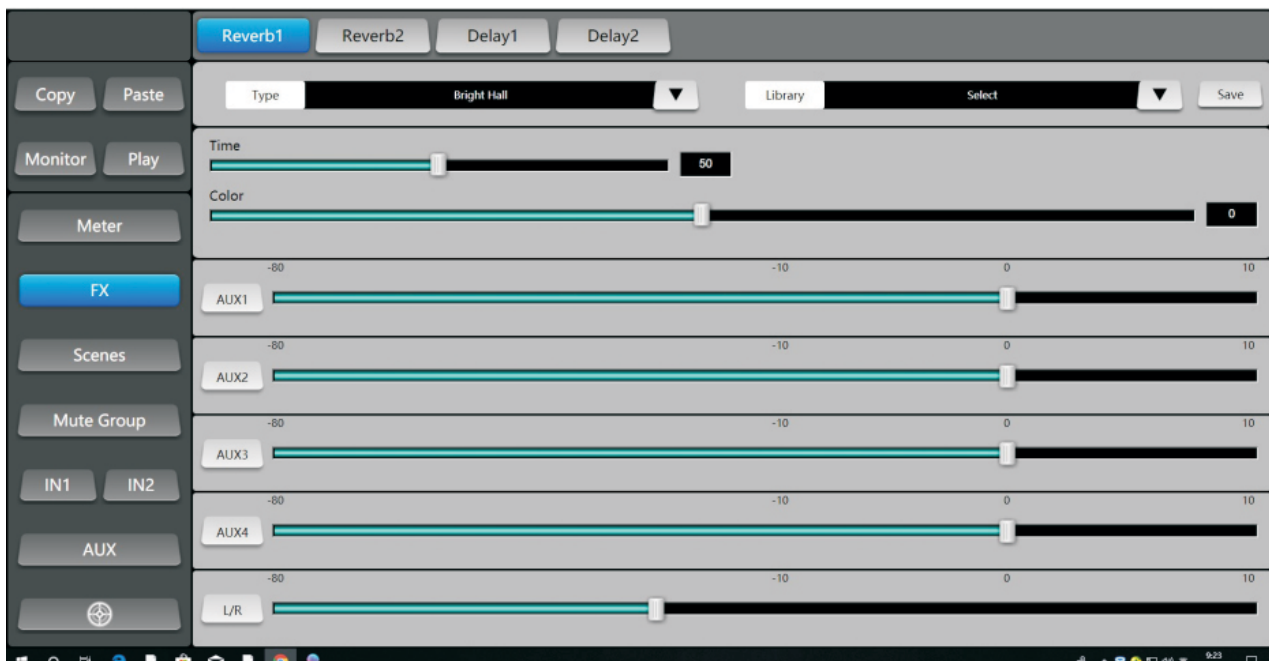 Reverb1 Reverb2 Delay1 Delay2
Copy Paste
Type Bright Hall ▼ Library Select ▼ Save
Monitor Play
Time
50
Color
0
Meter
FX
Scenes
Mute Group
IN1 IN2
AUX
-80 -10 0 10
AUX1
-80 -10 0 10
AUX2
-80 -10 0 10
AUX3
-80 -10 0 10
AUX4
-80 -10 0 10
L/R
9:23